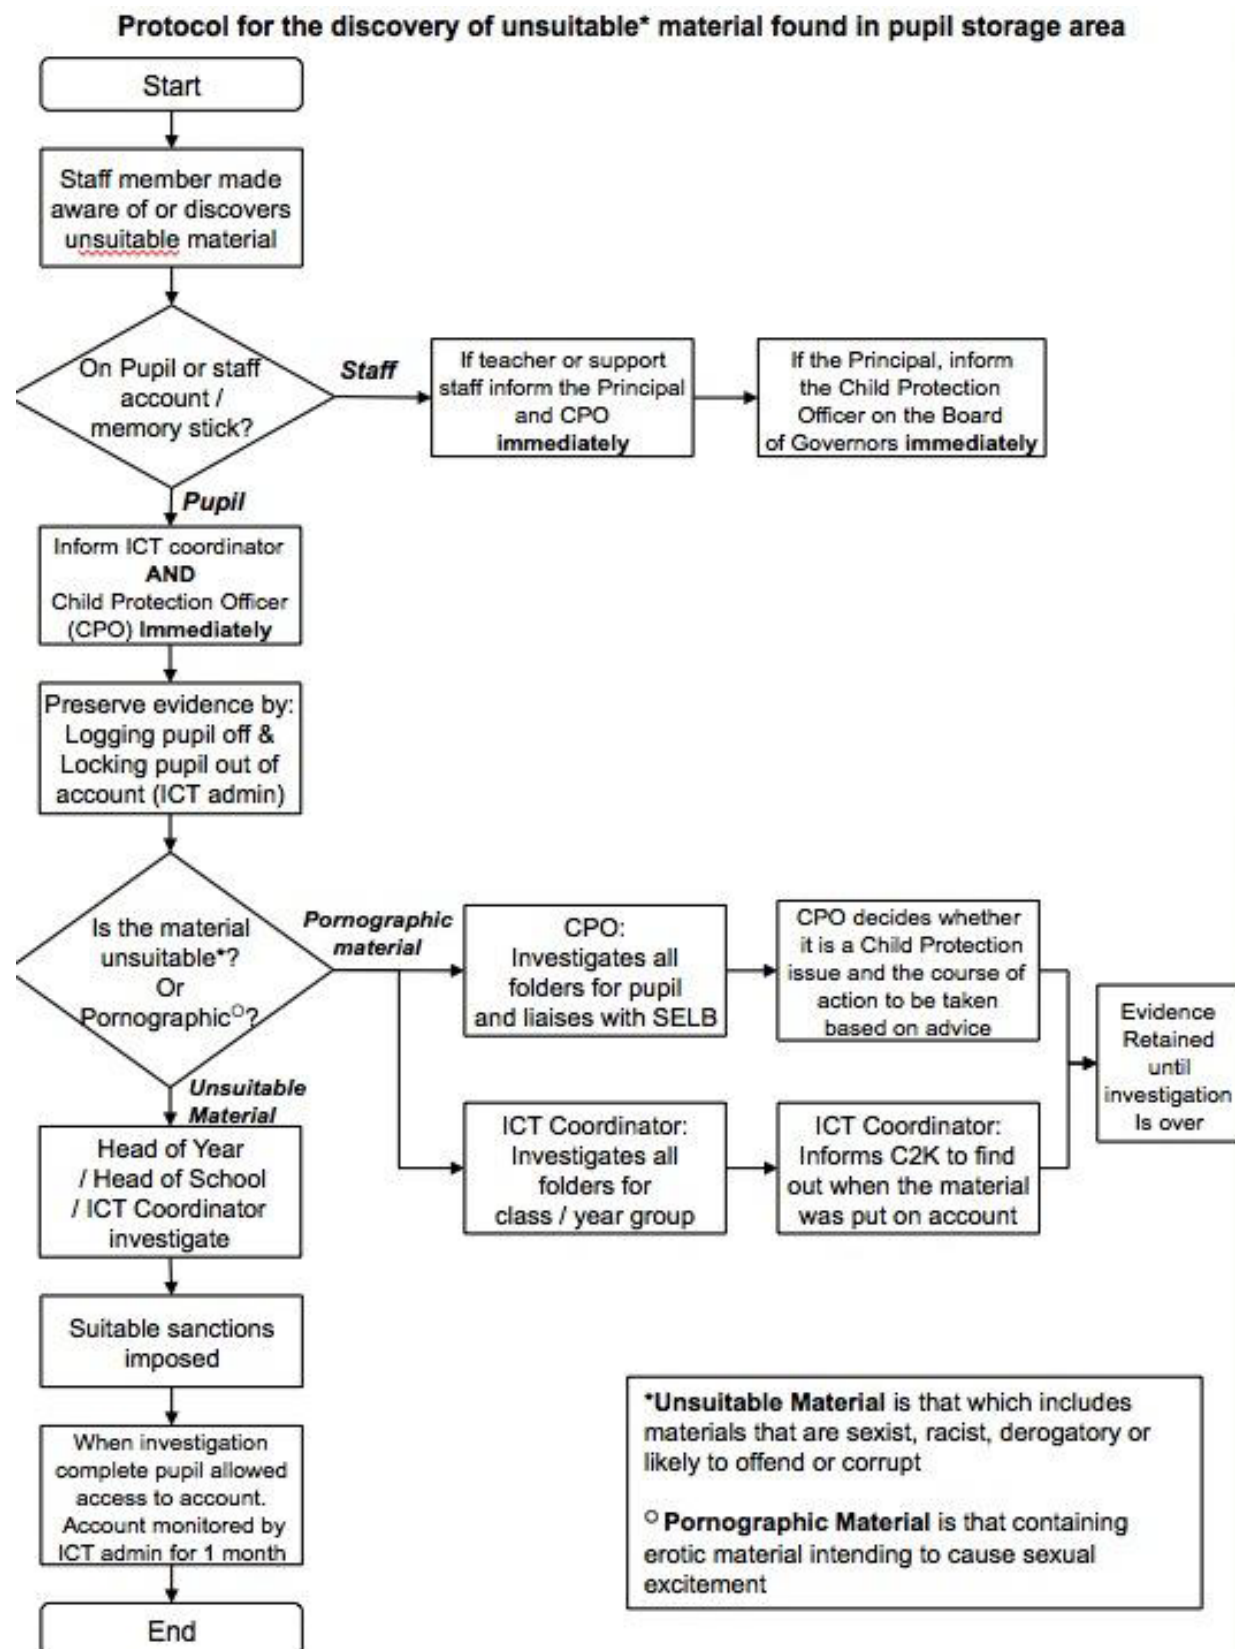 Protocol for the discovery of unsuitable* material found in pupil storage area
Start
Staff member made
aware of or discovers
unsuitable material
On Pupil or staff
account /
memory stick?
Staff
If teacher or support
staff inform the Principal
and CPO
immediately
If the Principal, inform
the Child Protection
Officer on the Board
of Governors immediately
Pupil
Inform ICT coordinator
AND
Child Protection Officer
(CPO) Immediately
Preserve evidence by:
Logging pupil off &
Locking pupil out of
account (ICT admin)
Is the material
unsuitable*?
Or
Pornographic○?
Pornographic
material
CPO:
Investigates all
folders for pupil
and liaises with SELB
CPO decides whether
it is a Child Protection
issue and the course of
action to be taken
based on advice
Evidence
Retained
until
investigation
Is over
ICT Coordinator:
Investigates all
folders for
class / year group
ICT Coordinator:
Informs C2K to find
out when the material
was put on account
Unsuitable
Material
Head of Year
/ Head of School
/ ICT Coordinator
investigate
Suitable sanctions
imposed
When investigation
complete pupil allowed
access to account.
Account monitored by
ICT admin for 1 month
End
*Unsuitable Material is that which includes
materials that are sexist, racist, derogatory or
likely to offend or corrupt
○ Pornographic Material is that containing
erotic material intending to cause sexual
excitement